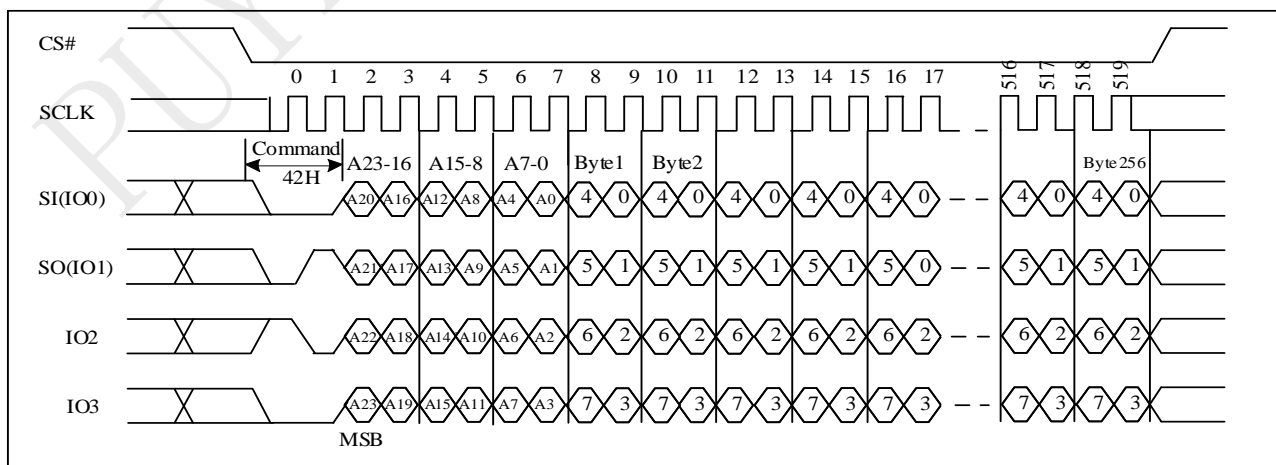 PUY
CS#
0 1 2 3 4 5 6 7 8 9 10 11 12 13 14 15 16 17 516 517 518 519
SCLK
Command
42H
A23-16 A15-8 A7-0 Byte1 Byte2 Byte256
SI(IO0) A20 A16 A12 A8 A4 A0 4 0 4 0 4 0 4 0 4 0 4 0 4 0
SO(IO1) A21 A17 A13 A9 A5 A1 5 1 5 1 5 1 5 1 5 0 5 1 5 1
IO2 A22 A18 A14 A10 A6 A2 6 2 6 2 6 2 6 2 6 2 6 2 6 2
IO3 A23 A19 A15 A11 A7 A3 7 3 7 3 7 3 7 3 7 3 7 3 7 3
MSB